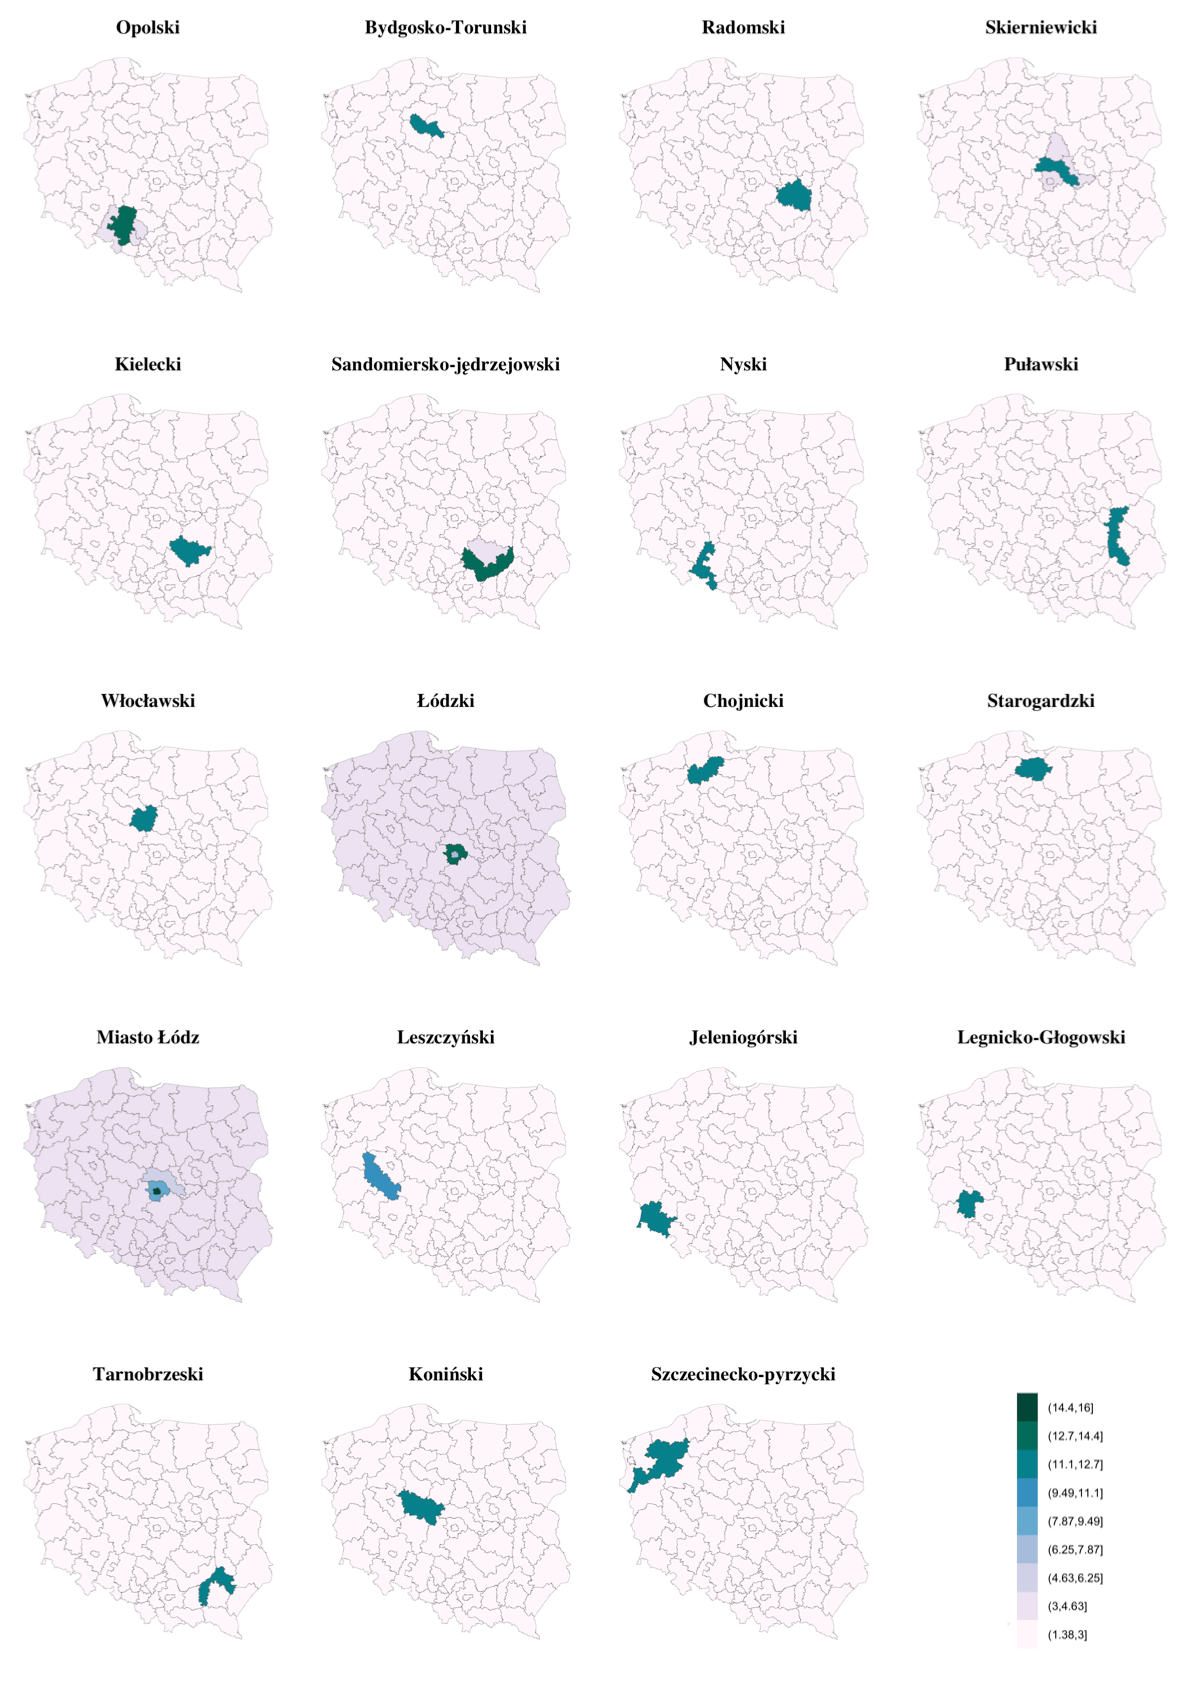 Opolski
Bydgosko-Torunski
Radomski
Skierniewicki
Kielecki
Sandomiersko-jędrzejowski
Nyski
Puławski
Włocławski
Łódzki
Chojnicki
Starogardzki
Miasto Łódz
Leszczyński
Jeleniogórski
Legnicko-Głogowski
Tarnobrzeski
Koniński
Szczecinecko-pyrzycki
(14.4,16]
(12.7,14.4]
(11.1,12.7]
(9.49,11.1]
(7.87,9.49]
(6.25,7.87]
(4.63,6.25]
(3,4.63]
(1.38,3]